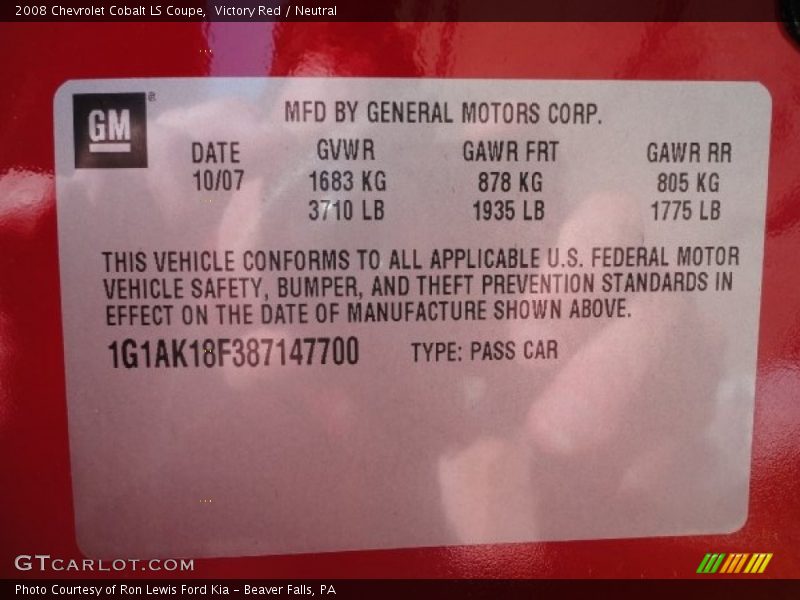 2008 Chevrolet Cobalt LS Coupe,  Victory Red / Neutral
GM ®
MFD BY GENERAL MOTORS CORP.
DATE GVWR GAWR FRT GAWR RR
10/07 1683 KG 878 KG 805 KG
3710 LB 1935 LB 1775 LB
THIS VEHICLE CONFORMS TO ALL APPLICABLE U.S. FEDERAL MOTOR
VEHICLE SAFETY, BUMPER, AND THEFT PREVENTION STANDARDS IN
EFFECT ON THE DATE OF MANUFACTURE SHOWN ABOVE.
1G1AK18F387147700 TYPE: PASS CAR
GTCARLOT.COM
Photo Courtesy of Ron Lewis Ford Kia - Beaver Falls, PA